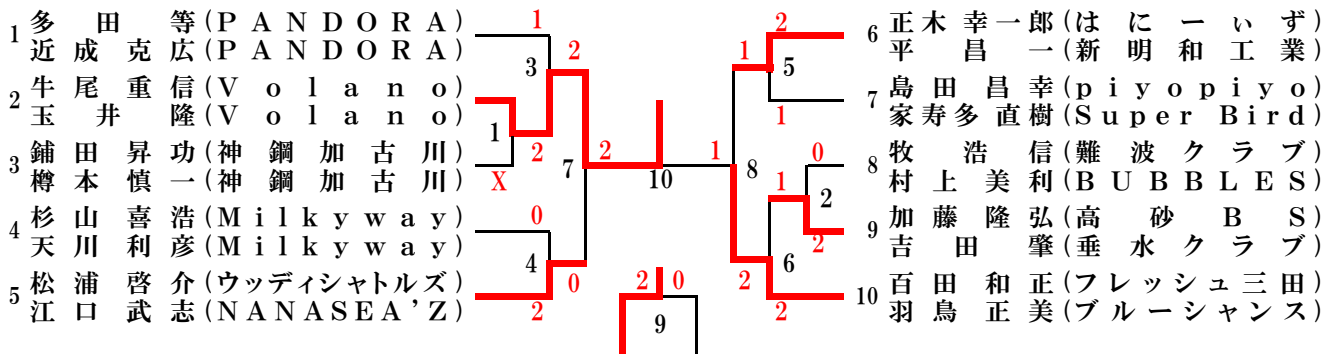 1 多田等(PANDORA)
近成克広(PANDORA)
2 牛尾重信(Volano)
玉井隆(Volano)
3 鋪田昇功(神鋼加古川)
樽本慎一(神鋼加古川)
4 杉山喜浩(Milkyway)
天川利彦(Milkyway)
5 松浦啓介(ウッディシャトルズ)
江口武志(NANASEA'Z)
1
3
2
1
2
X
7
0
4
0
2
2
10
1
2 0
9
6 正木幸一郎(はにーぃず)
平昌一(新明和工業)
7 島田昌幸(piyopiyo)
家寿多直樹(Super Bird)
8 牧浩信(難波クラブ)
村上美利(BUBBLES)
9 加藤隆弘(高砂BS)
吉田肇(垂水クラブ)
10 百田和正(フレッシュ三田)
羽鳥正美(ブルーシャンス)
2
1
5
1
8
0
1
2
2
6
2
2